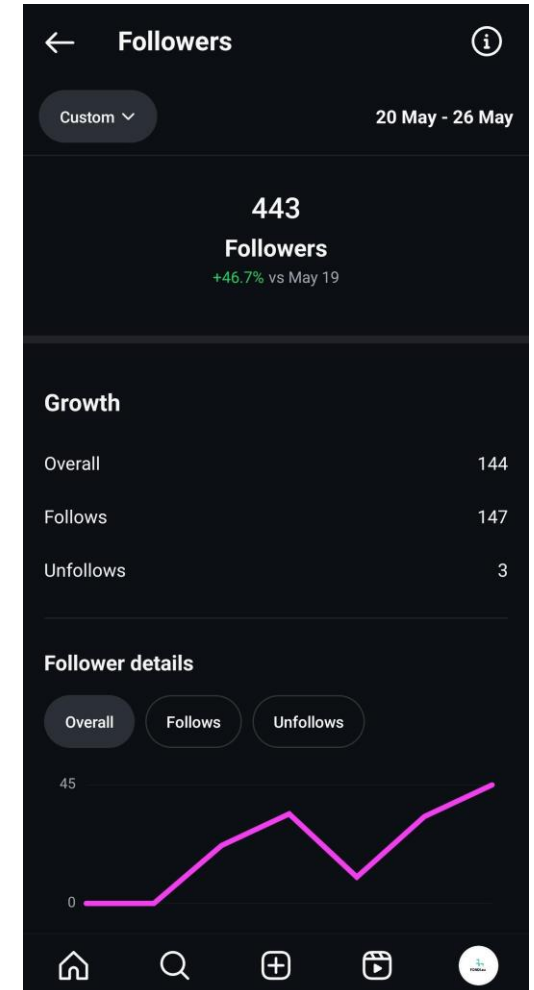 Followers
Custom
20 May - 26 May
443
Followers
+46.7% vs May 19
Growth
Overall 144
Follows 147
Unfollows 3
Follower details
Overall Follows Unfollows
45
0